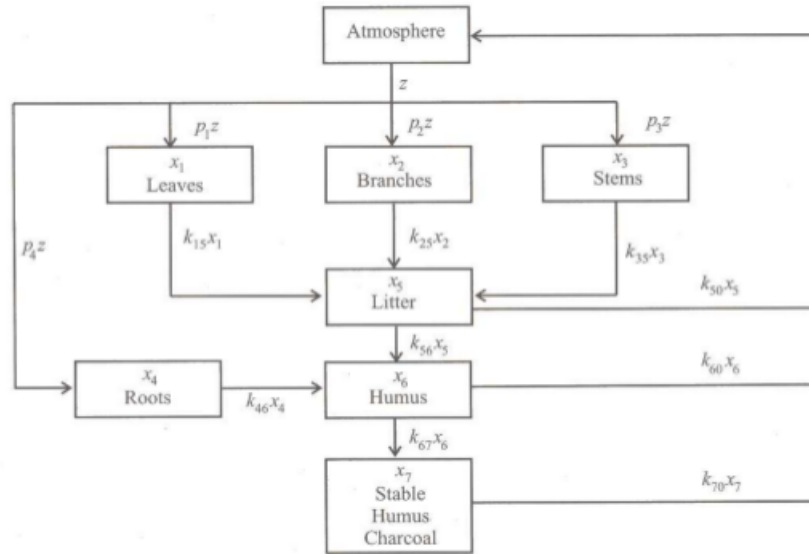 Atmosphere
z
p₁z
p₂z
p₃z
x₁
Leaves
x₂
Branches
x₃
Stems
p₄z
k₁₅x₁
k₂₅x₂
k₃₅x₃
x₅
Litter
k₅₀x₅
k₅₆x₅
x₄
Roots
k₄₆x₄
x₆
Humus
k₆₀x₆
k₆₇x₆
x₇
Stable
Humus
Charcoal
k₇₀x₇